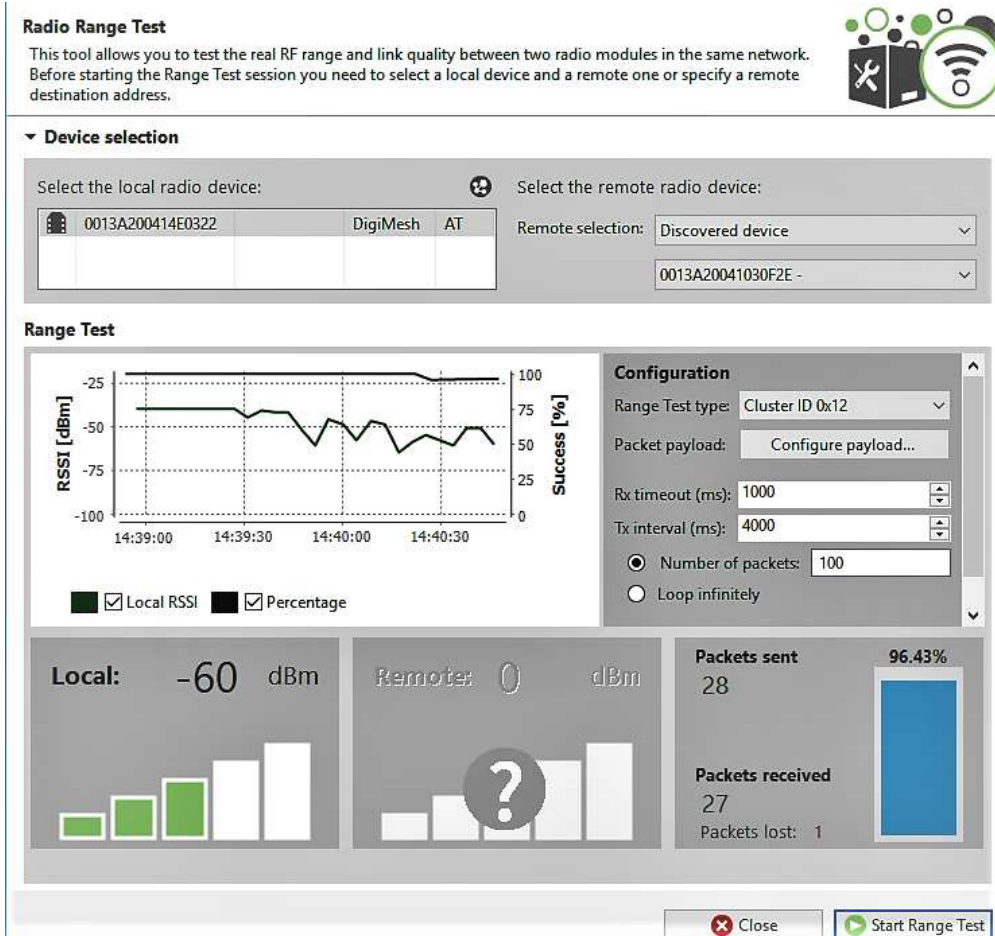 Radio Range Test
This tool allows you to test the real RF range and link quality between two radio modules in the same network.
Before starting the Range Test session you need to select a local device and a remote one or specify a remote
destination address.
Device selection
Select the local radio device:
0013A200414E0322 DigiMesh AT
Select the remote radio device:
Remote selection: Discovered device
0013A20041030F2E -
Range Test
RSSI [dBm]
-25
-50
-75
-100
Success [%]
100
75
50
25
0
14:39:00 14:39:30 14:40:00 14:40:30
Local RSSI Percentage
Configuration
Range Test type: Cluster ID 0x12
Packet payload: Configure payload...
Rx timeout (ms): 1000
Tx interval (ms): 4000
Number of packets: 100
Loop infinitely
Local: -60 dBm
Remote: 0 dBm
?
Packets sent
28
96.43%
Packets received
27
Packets lost: 1
Close Start Range Test